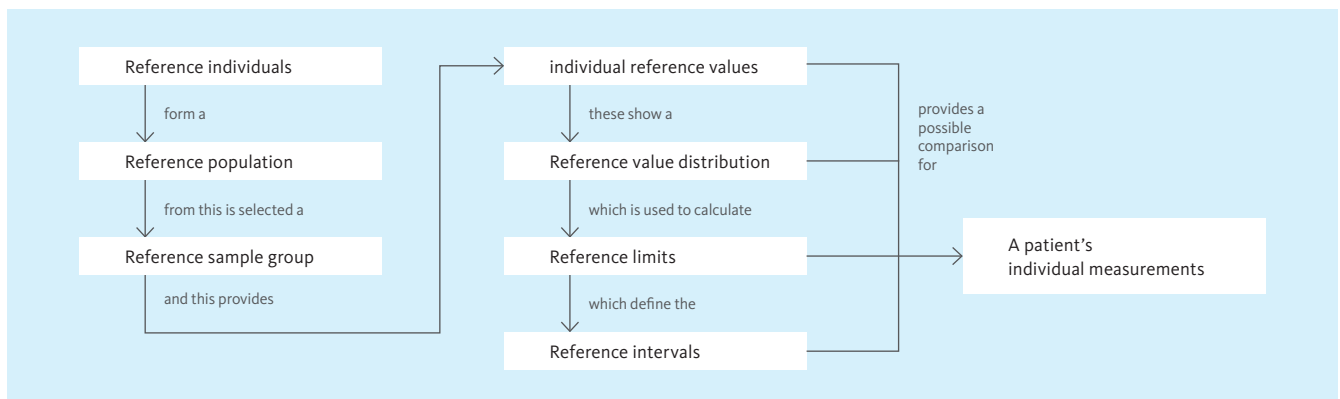 Reference individuals
form a
Reference population
from this is selected a
Reference sample group
and this provides
individual reference values
these show a
Reference value distribution
which is used to calculate
Reference limits
which define the
Reference intervals
provides a
possible
comparison
for
A patient’s
individual measurements